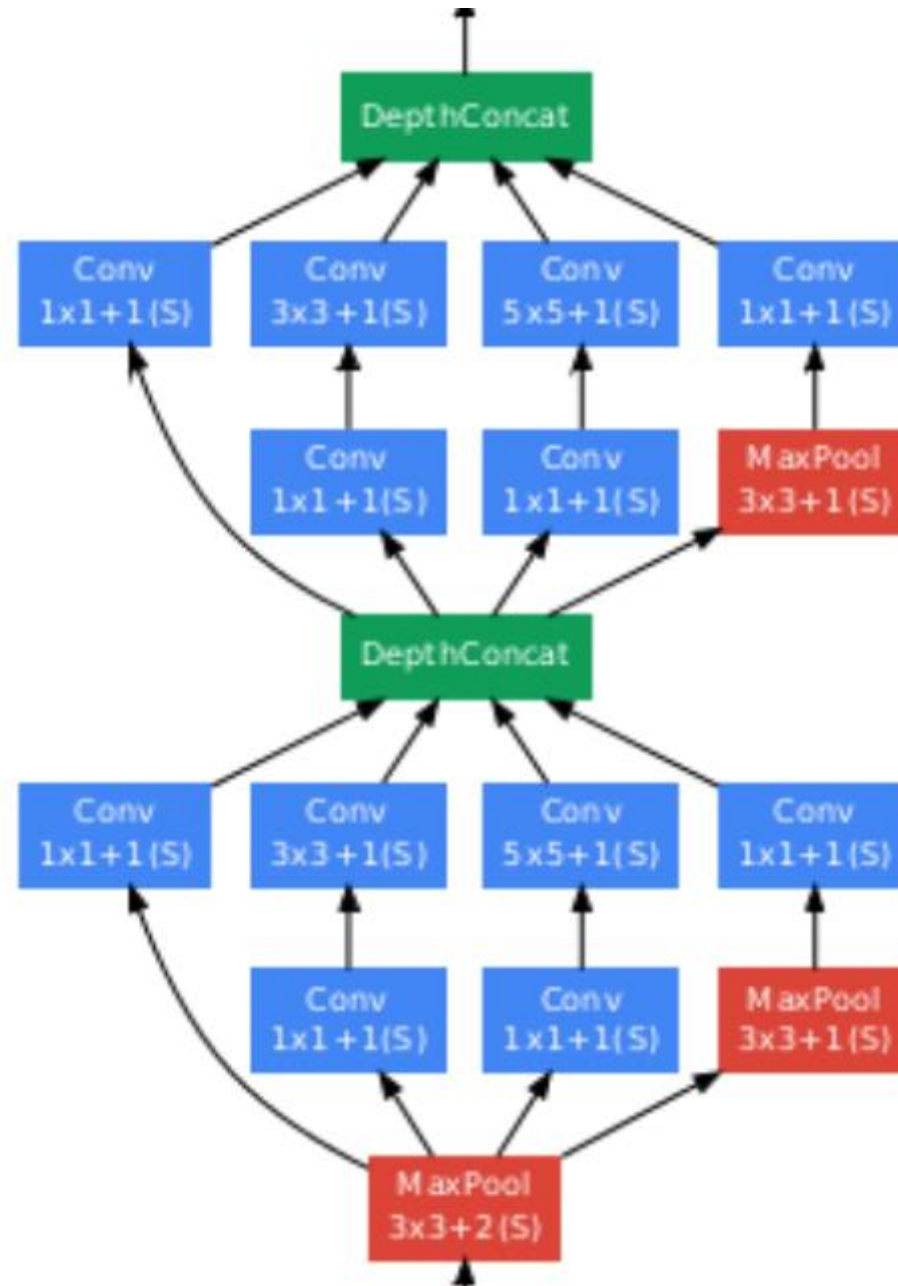 DepthConcat
Conv
1x1+1(S)
Conv
3x3+1(S)
Conv
5x5+1(S)
Conv
1x1+1(S)
Conv
1x1+1(S)
Conv
1x1+1(S)
MaxPool
3x3+1(S)
DepthConcat
Conv
1x1+1(S)
Conv
3x3+1(S)
Conv
5x5+1(S)
Conv
1x1+1(S)
Conv
1x1+1(S)
Conv
1x1+1(S)
MaxPool
3x3+1(S)
MaxPool
3x3+2(S)